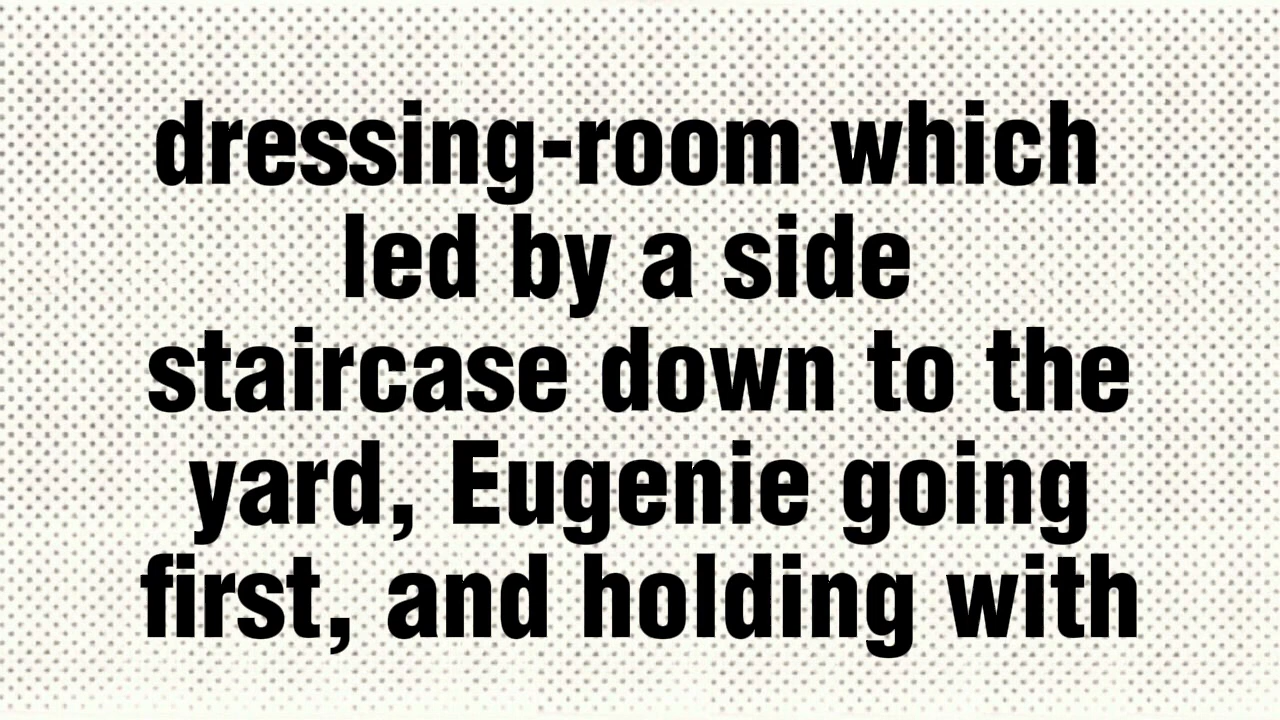 dressing-room which
led by a side
staircase down to the
yard, Eugenie going
first, and holding with